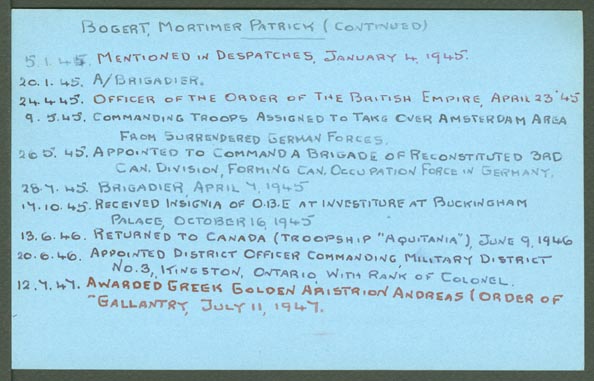 BOGERT, MORTIMER PATRICK (CONTINUED)
5.1.45. MENTIONED IN DESPATCHES, JANUARY 4, 1945.
20.1.45. A/BRIGADIER.
24.4.45. OFFICER OF THE ORDER OF THE BRITISH EMPIRE, APRIL 23 '45
9.5.45. COMMANDING TROOPS ASSIGNED TO TAKE OVER AMSTERDAM AREA
FROM SURRENDERED GERMAN FORCES.
26.5.45. APPOINTED TO COMMAND A BRIGADE OF RECONSTITUTED 3RD
CAN. DIVISION, FORMING CAN. OCCUPATION FORCE IN GERMANY.
28.7.45. BRIGADIER, APRIL 7, 1945
17.10.45. RECEIVED INSIGNIA OF O.B.E AT INVESTITURE AT BUCKINGHAM
PALACE, OCTOBER 16, 1945
13.6.46. RETURNED TO CANADA (TROOPSHIP "AQUITANIA"), JUNE 9, 1946
20.6.46. APPOINTED DISTRICT OFFICER COMMANDING, MILITARY DISTRICT
NO.3, KINGSTON, ONTARIO, WITH RANK OF COLONEL.
12.7.47. AWARDED GREEK GOLDEN ARISTRION ANDREAS (ORDER OF
GALLANTRY, JULY 11, 1947.